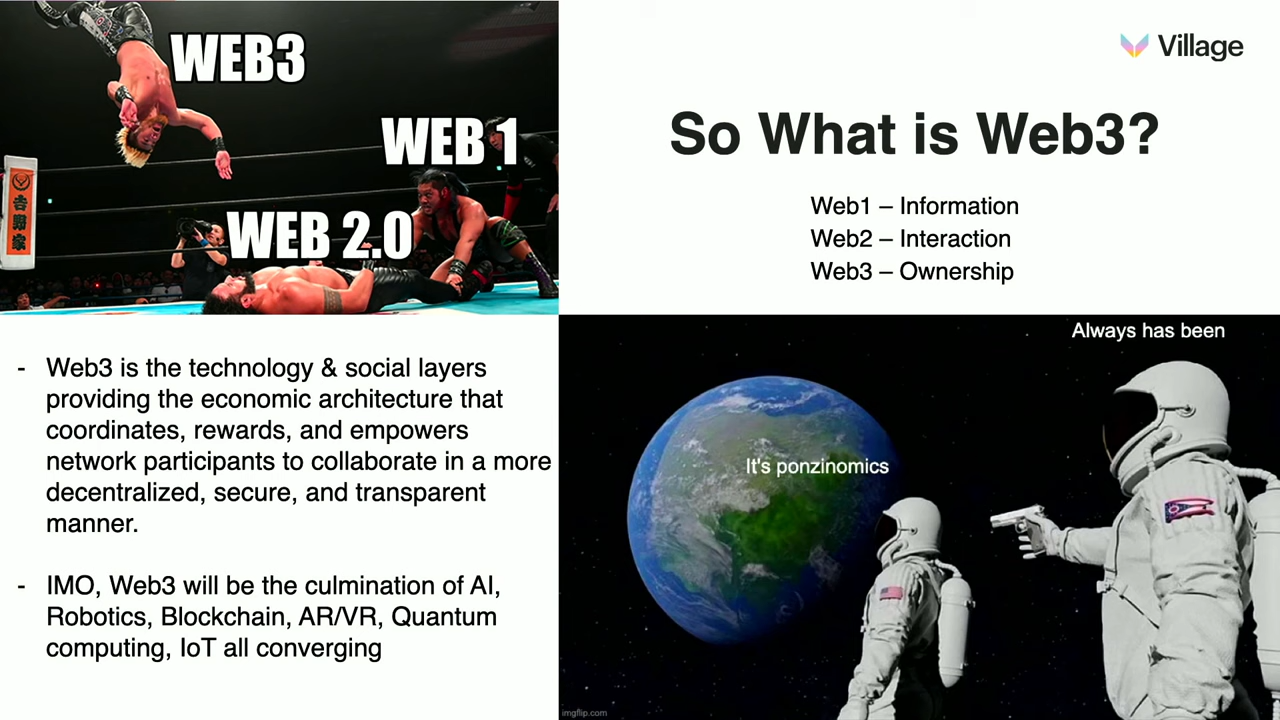 WEB3
WEB 1
WEB 2.0
吉野家
Village
So What is Web3?
Web1 – Information
Web2 – Interaction
Web3 – Ownership
- Web3 is the technology & social layers
providing the economic architecture that
coordinates, rewards, and empowers
network participants to collaborate in a more
decentralized, secure, and transparent
manner.
- IMO, Web3 will be the culmination of AI,
Robotics, Blockchain, AR/VR, Quantum
computing, IoT all converging
Always has been
It's ponzinomics
imgflip.com